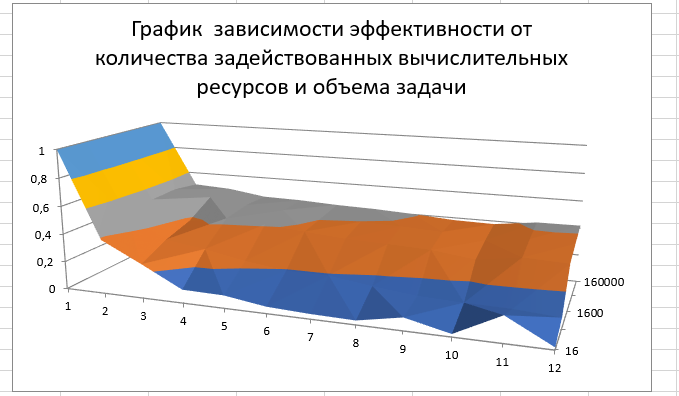 График  зависимости эффективности от
количества задействованных вычислительных
ресурсов и объема задачи
1
0,8
0,6
0,4
0,2
0
1 2 3 4 5 6 7 8 9 10 11 12
160000
1600
16